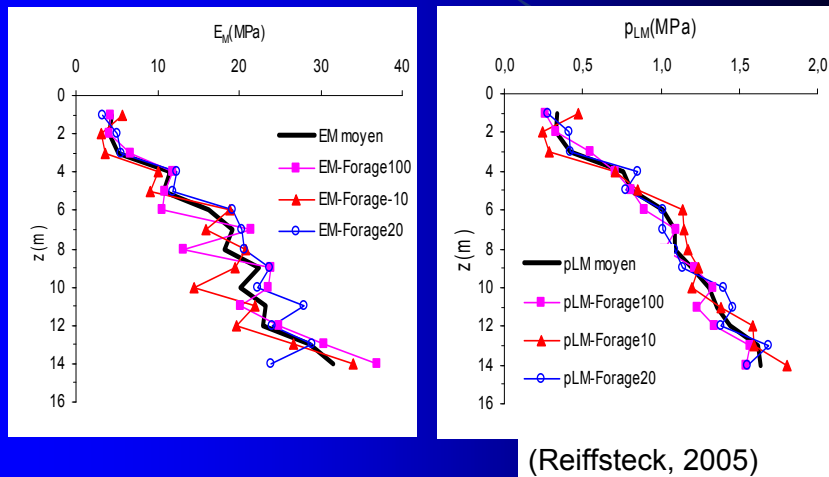 E_M(MPa)
0 10 20 30 40
0
2
4
6
8
10
12
14
16
z (m)
EM moyen
EM-Forage100
EM-Forage-10
EM-Forage20
p_LM(MPa)
0,0 0,5 1,0 1,5 2,0
0
2
4
6
8
10
12
14
16
z (m)
pLM moyen
pLM-Forage100
pLM-Forage10
pLM-Forage20
(Reiffsteck, 2005)